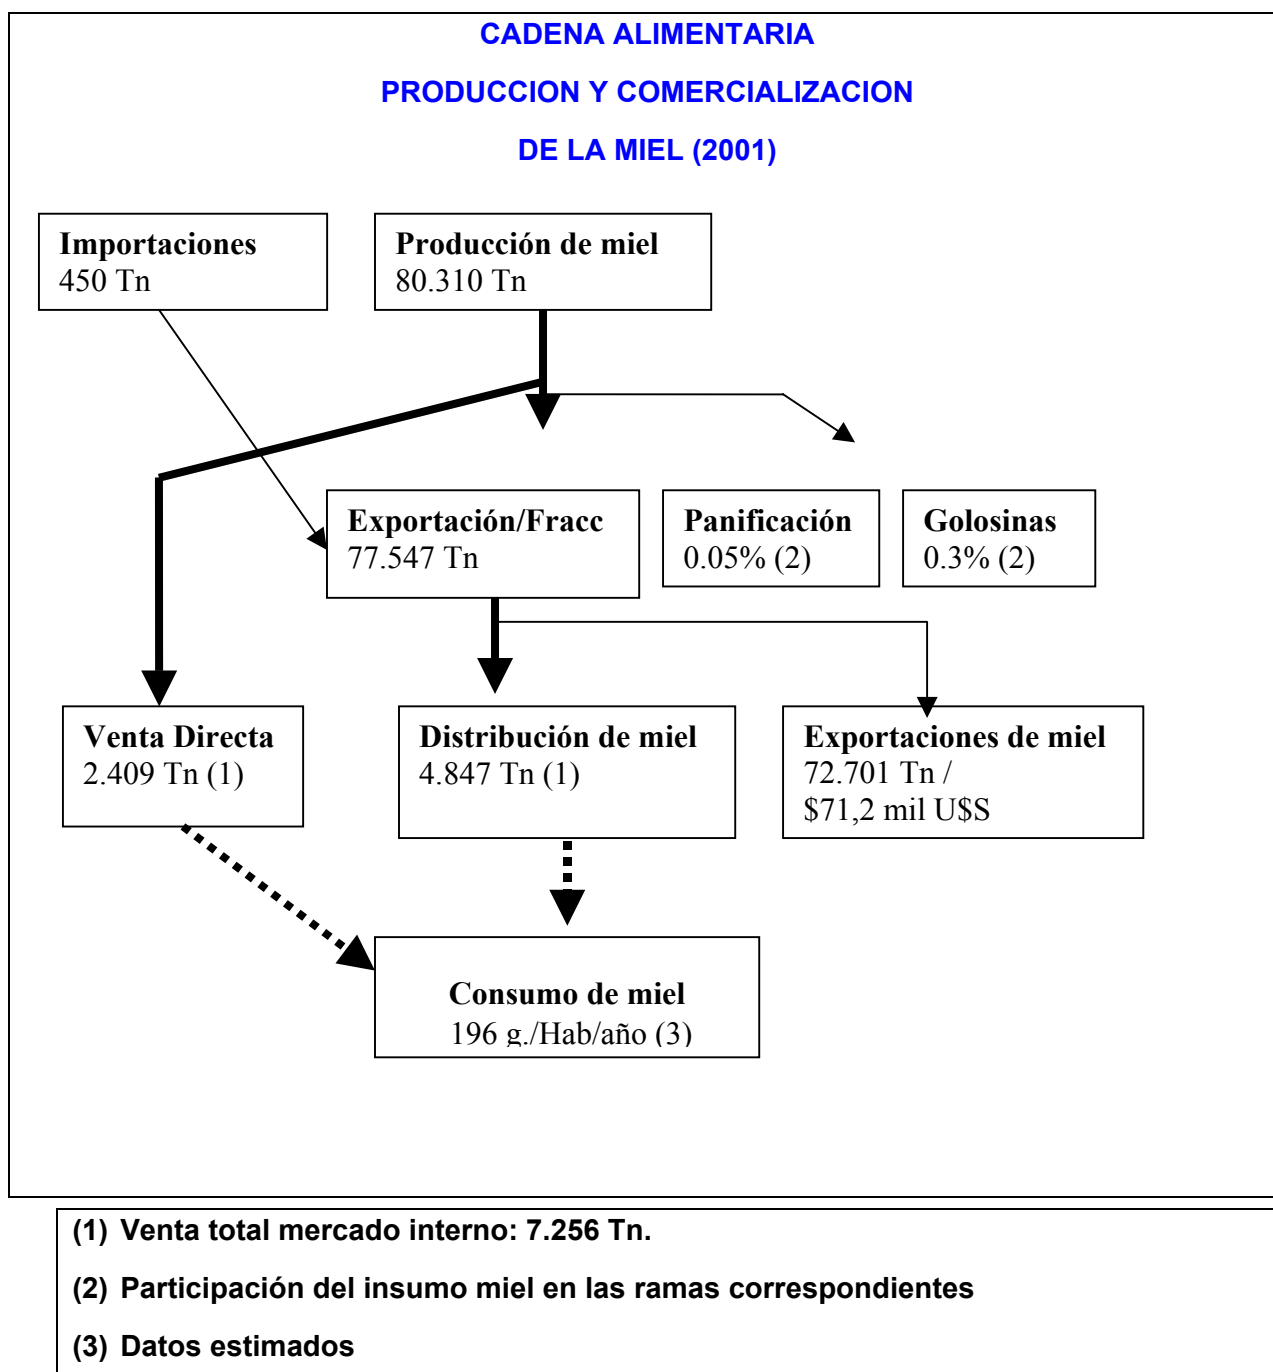 CADENA ALIMENTARIA
PRODUCCION Y COMERCIALIZACION
DE LA MIEL (2001)
Importaciones
450 Tn
Producción de miel
80.310 Tn
Exportación/Fracc
77.547 Tn
Panificación
0.05% (2)
Golosinas
0.3% (2)
Venta Directa
2.409 Tn (1)
Distribución de miel
4.847 Tn (1)
Exportaciones de miel
72.701 Tn /
$71,2 mil U$S
Consumo de miel
196 g./Hab/año (3)
(1) Venta total mercado interno: 7.256 Tn.
(2) Participación del insumo miel en las ramas correspondientes
(3) Datos estimados